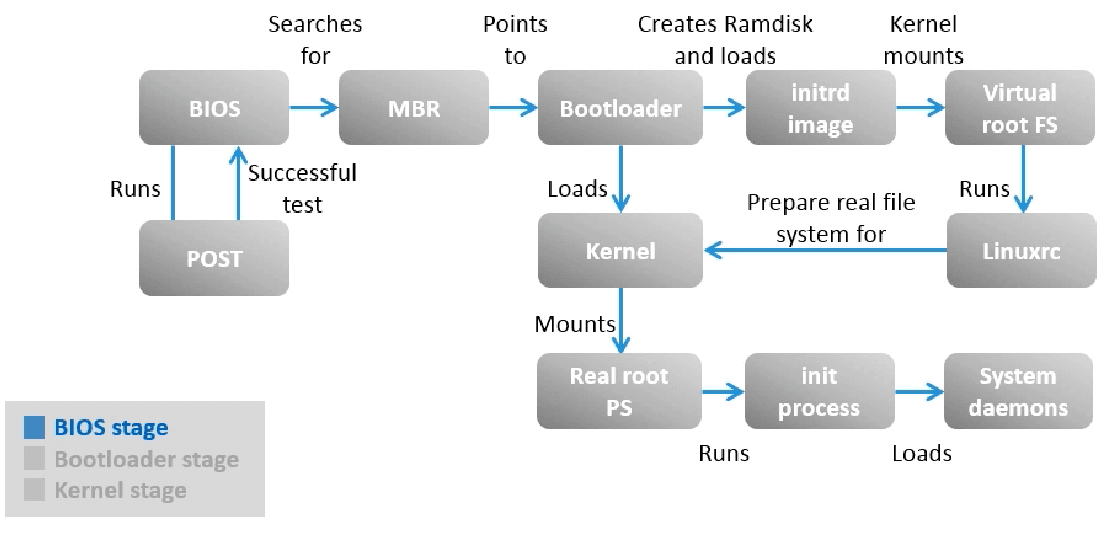 Searches
for
Points
to
Creates Ramdisk
and loads
Kernel
mounts
BIOS
MBR
Bootloader
initrd
image
Virtual
root FS
Runs
Successful
test
Loads
Prepare real file
system for
Runs
POST
Kernel
Linuxrc
Mounts
Real root
PS
init
process
System
daemons
Runs
Loads
BIOS stage
Bootloader stage
Kernel stage